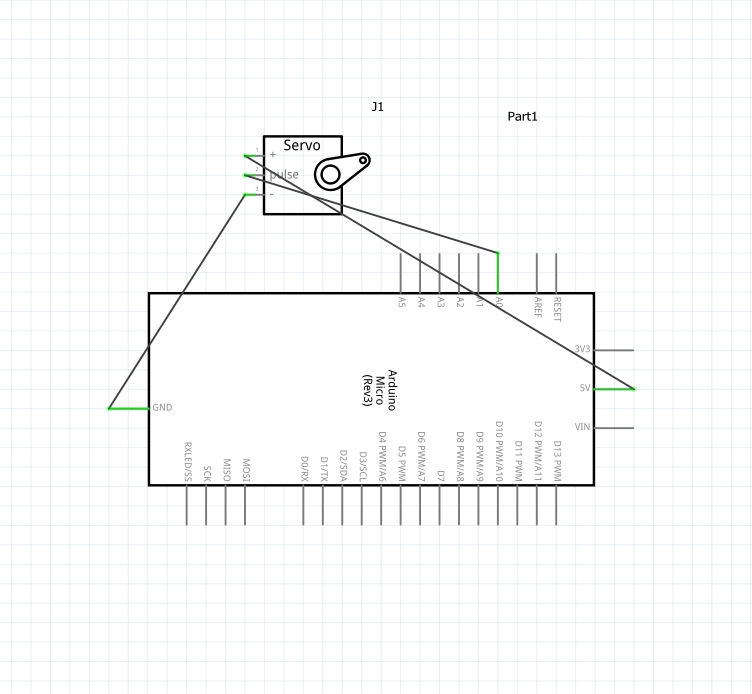 J1
Part1
Servo
1
+
2
pulse
3
-
A5
A4
A3
A2
A1
A0
AREF
RESET
3V3
5V
VIN
GND
Arduino
Micro
(Rev3)
RXLED/SS
SCK
MISO
MOSI
D0/RX
D1/TX
D2/SDA
D3/SCL
D4 PWM/A6
D5 PWM
D6 PWM/A7
D7
D8 PWM/A8
D9 PWM/A9
D10 PWM/A10
D11 PWM
D12 PWM/A11
D13 PWM